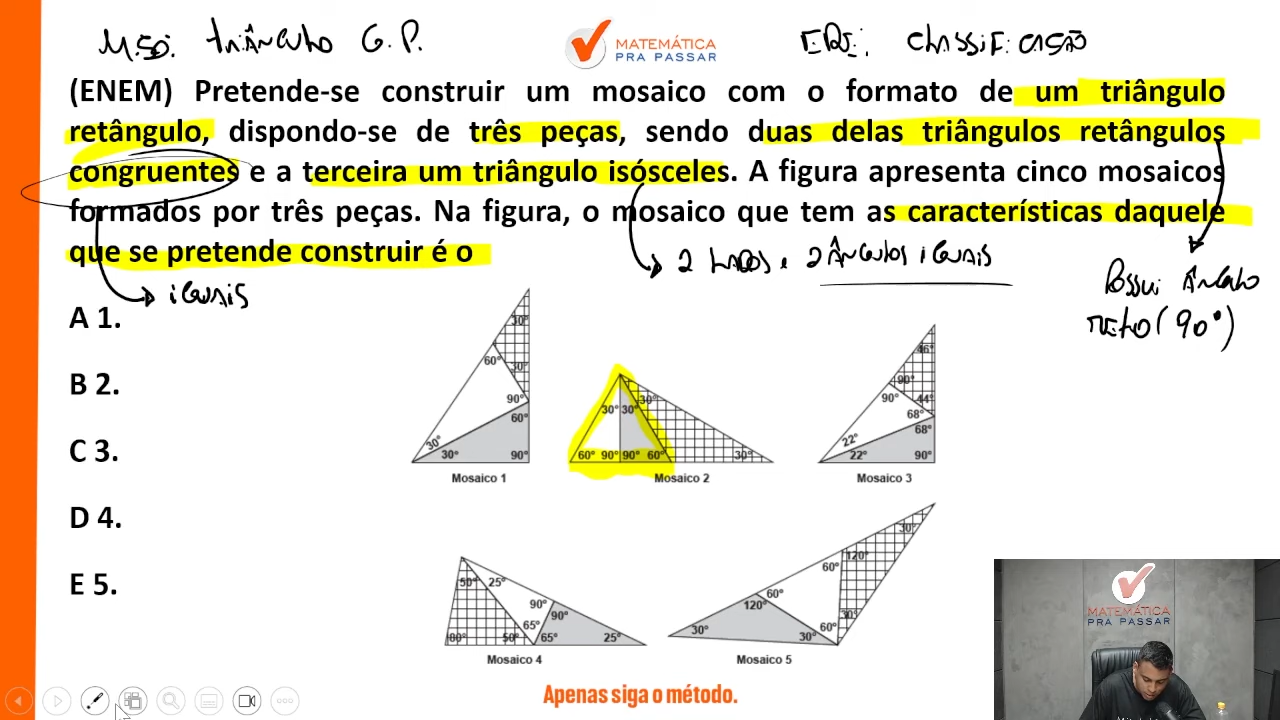 M.SD: triângulo G.P.
MATEMÁTICA
PRA PASSAR
ERE: classificação
(ENEM) Pretende-se construir um mosaico com o formato de um triângulo
retângulo, dispondo-se de três peças, sendo duas delas triângulos retângulos
congruentes e a terceira um triângulo isósceles. A figura apresenta cinco mosaicos
formados por três peças. Na figura, o mosaico que tem as características daquele
que se pretende construir é o
2 lados e 2 ângulos iguais
Possui ângulo
reto (90°)
iguais
A 1.
B 2.
C 3.
D 4.
E 5.
30°
60°
30°
90°
60°
30°
30°
90°
Mosaico 1
30°
30°
30°
60°
90°
90°
60°
30°
Mosaico 2
46°
90°
90°
44°
68°
68°
22°
22°
90°
Mosaico 3
50°
25°
90°
90°
65°
80°
50°
65°
25°
Mosaico 4
30°
120°
60°
60°
120°
30°
60°
30°
30°
Mosaico 5
MATEMÁTICA
PRA PASSAR
Apenas siga o método.